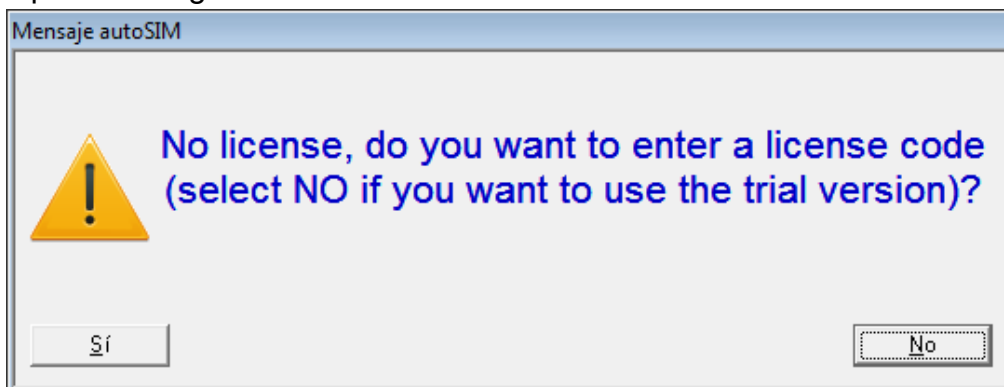 Mensaje autoSIM
No license, do you want to enter a license code
(select NO if you want to use the trial version)?
Sí
No